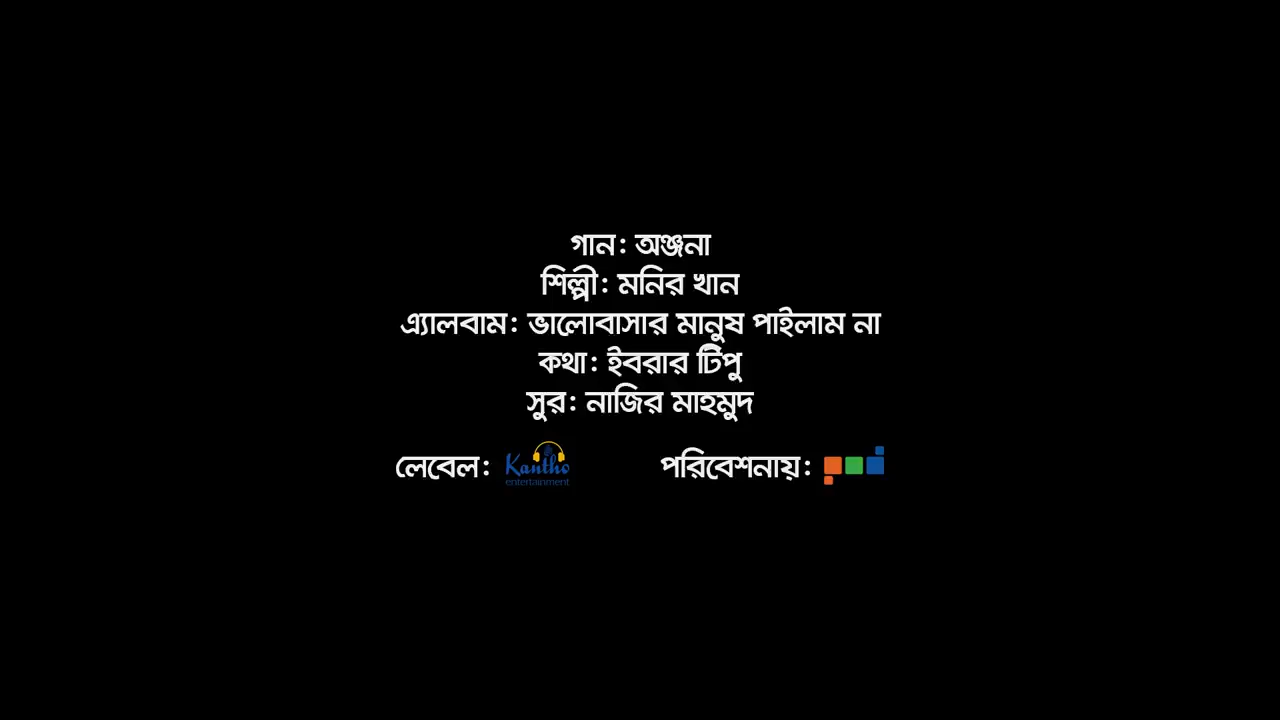 গান: অঞ্জনা
শিল্পী: মনির খান
এ্যালবাম: ভালোবাসার মানুষ পাইলাম না
কথা: ইবরার টিপু
সুর: নাজির মাহমুদ
লেবেল: Kantho entertainment পরিবেশনায়: